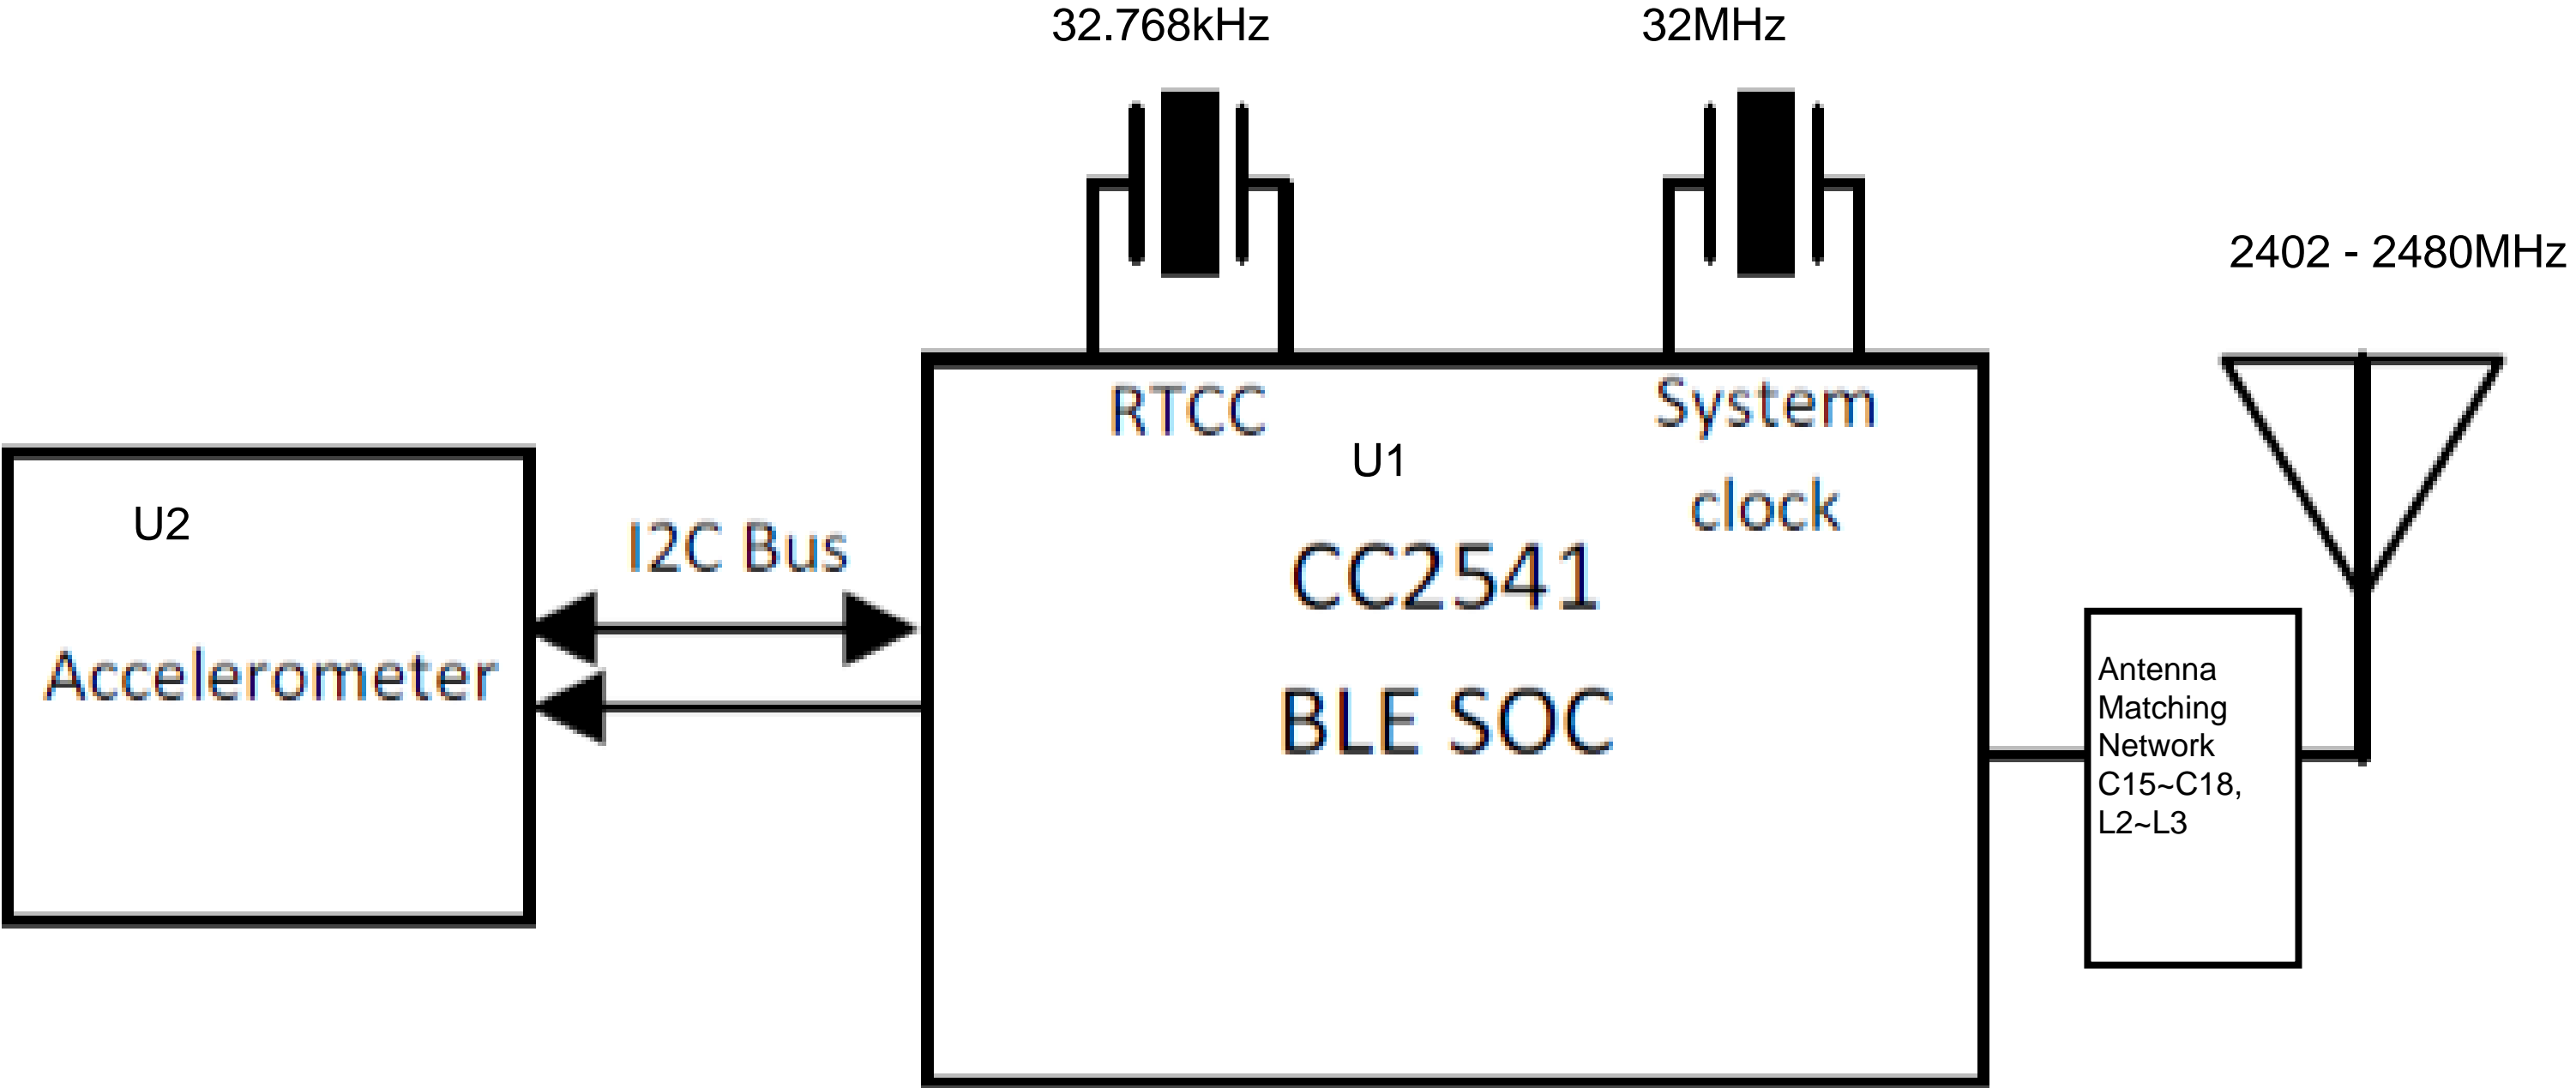 32.768kHz
32MHz
2402 - 2480MHz
RTCC
System
clock
U1
CC2541
BLE SOC
U2
Accelerometer
I2C Bus
Antenna
Matching
Network
C15~C18,
L2~L3